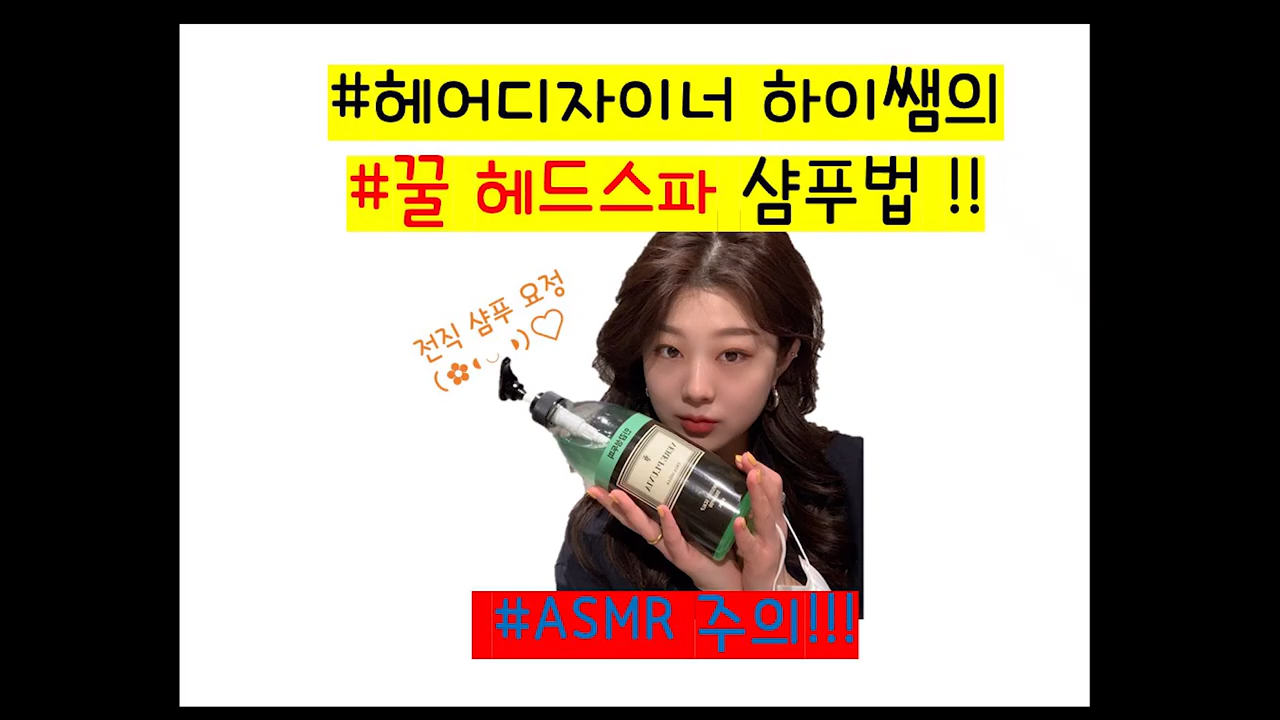 #헤어디자이너 하이쌤의
#꿀 헤드스파 샴푸법 !!
전직 샴푸 요정
(✿◖◡◗)♡
#ASMR 주의!!!